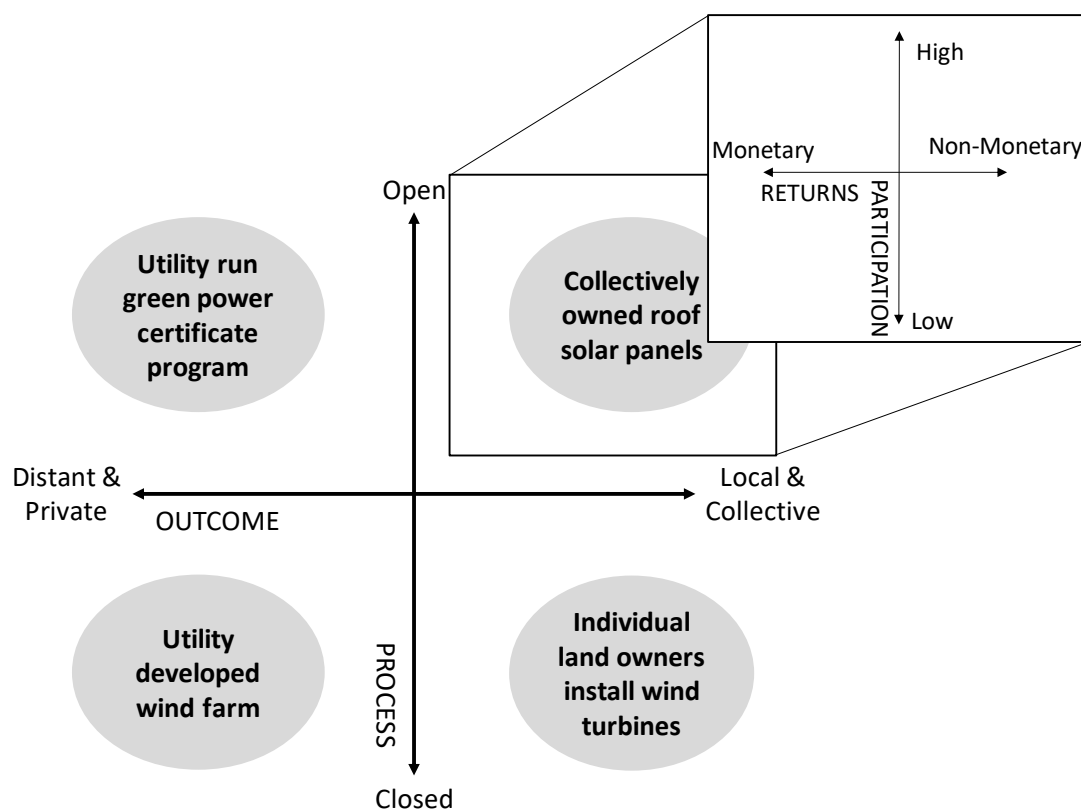 High
Monetary
Non-Monetary
RETURNS
PARTICIPATION
Low
Open
Utility run
green power
certificate
program
Collectively
owned roof
solar panels
Distant &
Private
OUTCOME
Local &
Collective
Utility
developed
wind farm
PROCESS
Individual
land owners
install wind
turbines
Closed